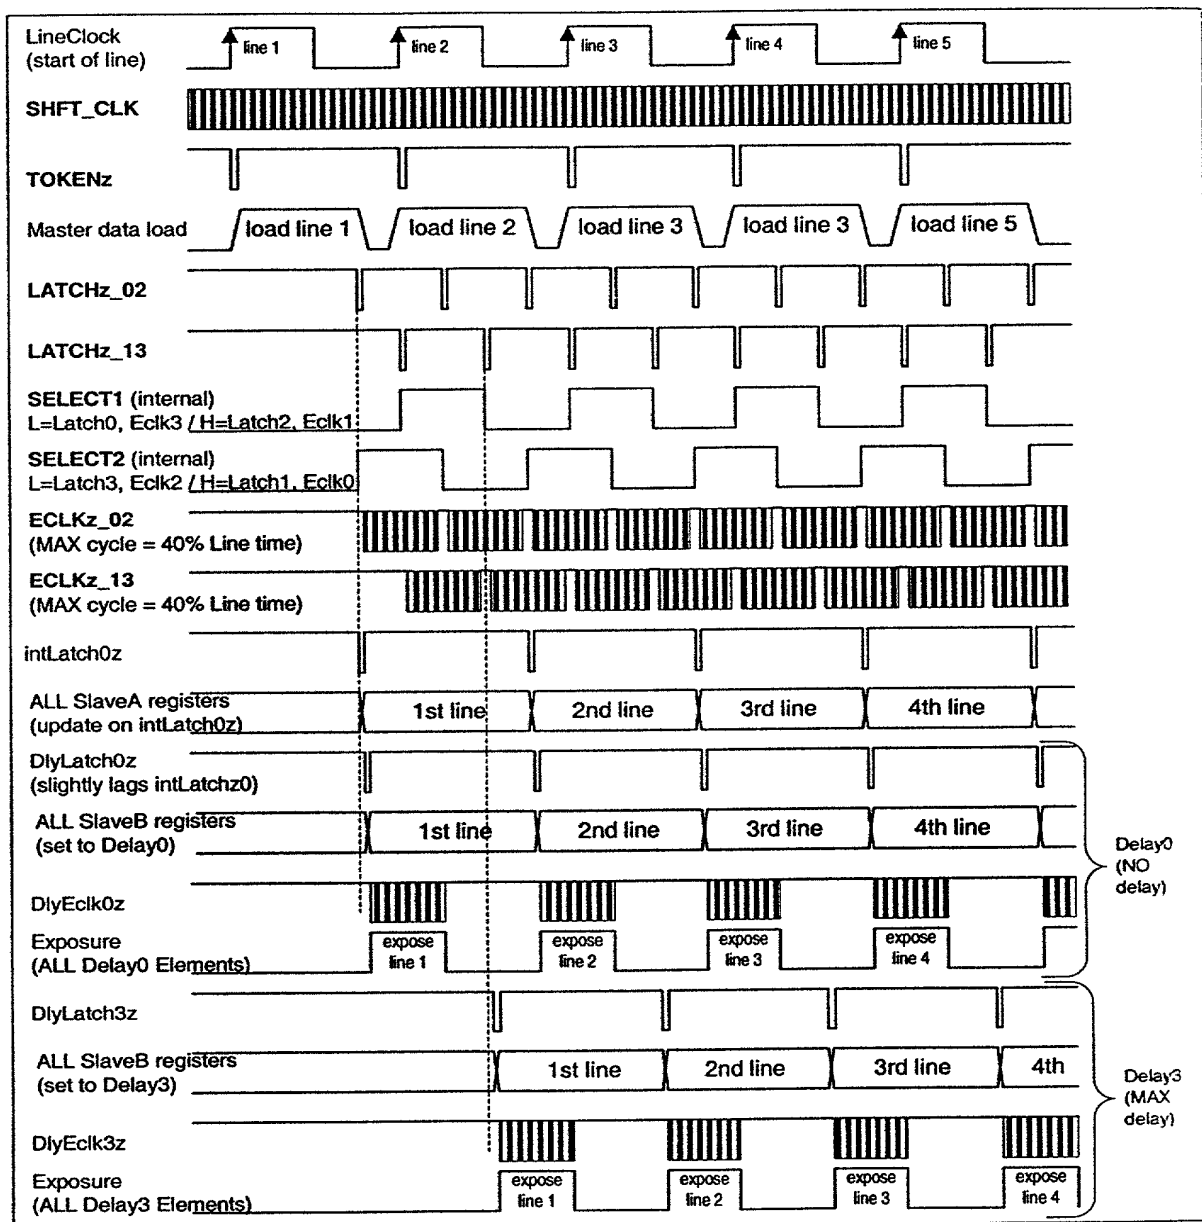 LineClock
(start of line)
line 1
line 2
line 3
line 4
line 5
SHFT_CLK
TOKENz
Master data load
load line 1
load line 2
load line 3
load line 3
load line 5
LATCHz_02
LATCHz_13
SELECT1 (internal)
L=Latch0, Eclk3 / H=Latch2, Eclk1
SELECT2 (internal)
L=Latch3, Eclk2 / H=Latch1, Eclk0
ECLKz_02
(MAX cycle = 40% Line time)
ECLKz_13
(MAX cycle = 40% Line time)
intLatch0z
ALL SlaveA registers
(update on intLatch0z)
1st line
2nd line
3rd line
4th line
DlyLatch0z
(slightly lags intLatchz0)
ALL SlaveB registers
(set to Delay0)
1st line
2nd line
3rd line
4th line
DlyEclk0z
Exposure
(ALL Delay0 Elements)
expose
line 1
expose
line 2
expose
line 3
expose
line 4
Delay0
(NO
delay)
DlyLatch3z
ALL SlaveB registers
(set to Delay3)
1st line
2nd line
3rd line
4th
DlyEclk3z
Exposure
(ALL Delay3 Elements)
expose
line 1
expose
line 2
expose
line 3
expose
line 4
Delay3
(MAX
delay)